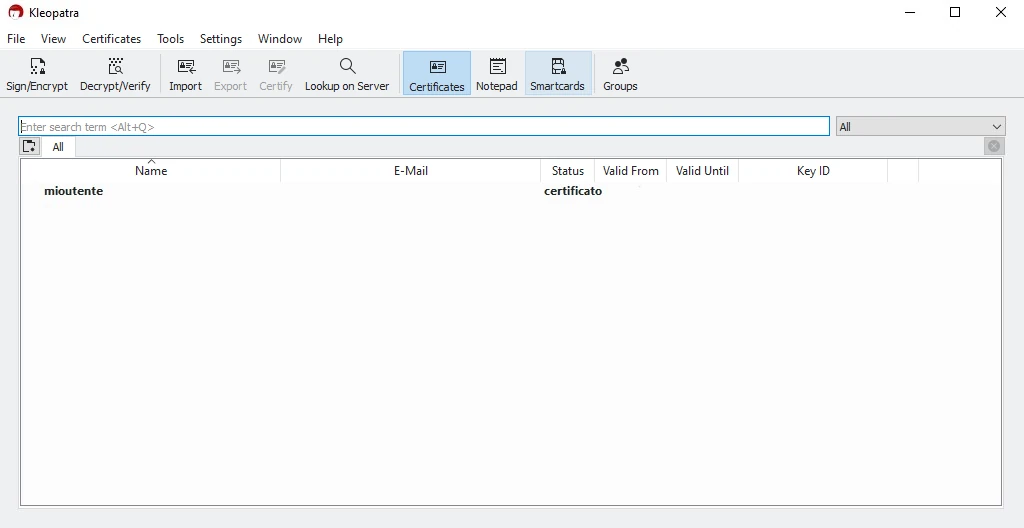 Kleopatra
File View Certificates Tools Settings Window Help
Sign/Encrypt Decrypt/Verify Import Export Certify Lookup on Server Certificates Notepad Smartcards Groups
Enter search term <Alt+Q> All
All
Name E-Mail Status Valid From Valid Until Key ID
mioutente certificato